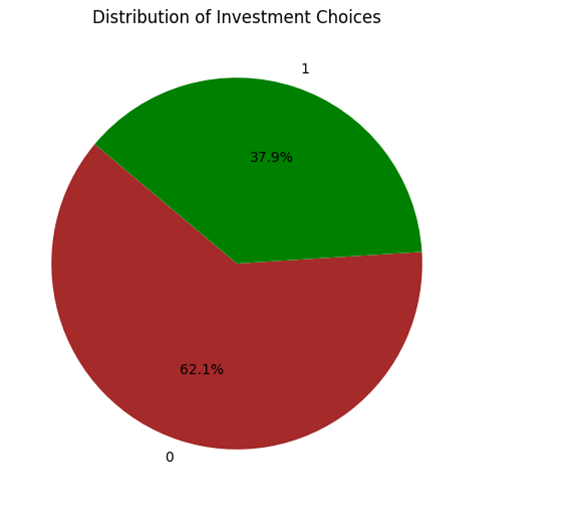 Distribution of Investment Choices
1
37.9%
62.1%
0